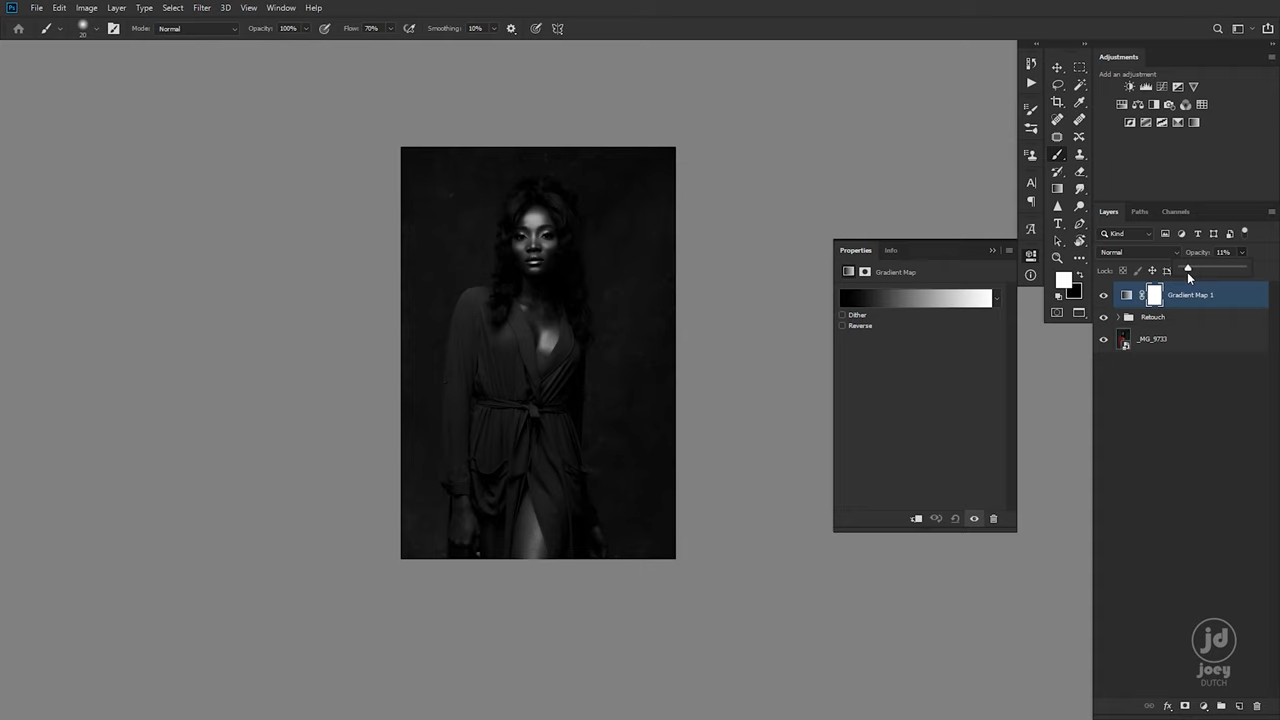 Ps File Edit Image Layer Type Select Filter 3D View Window Help
20 Mode: Normal Opacity: 100% Flow: 70% Smoothing: 10%
Adjustments
Add an adjustment
Layers Paths Channels
Kind
Normal Opacity: 11%
Lock:
Gradient Map 1
Retouch
_MG_9733
Properties Info
Gradient Map
Dither
Reverse
jd
joey
DUTCH